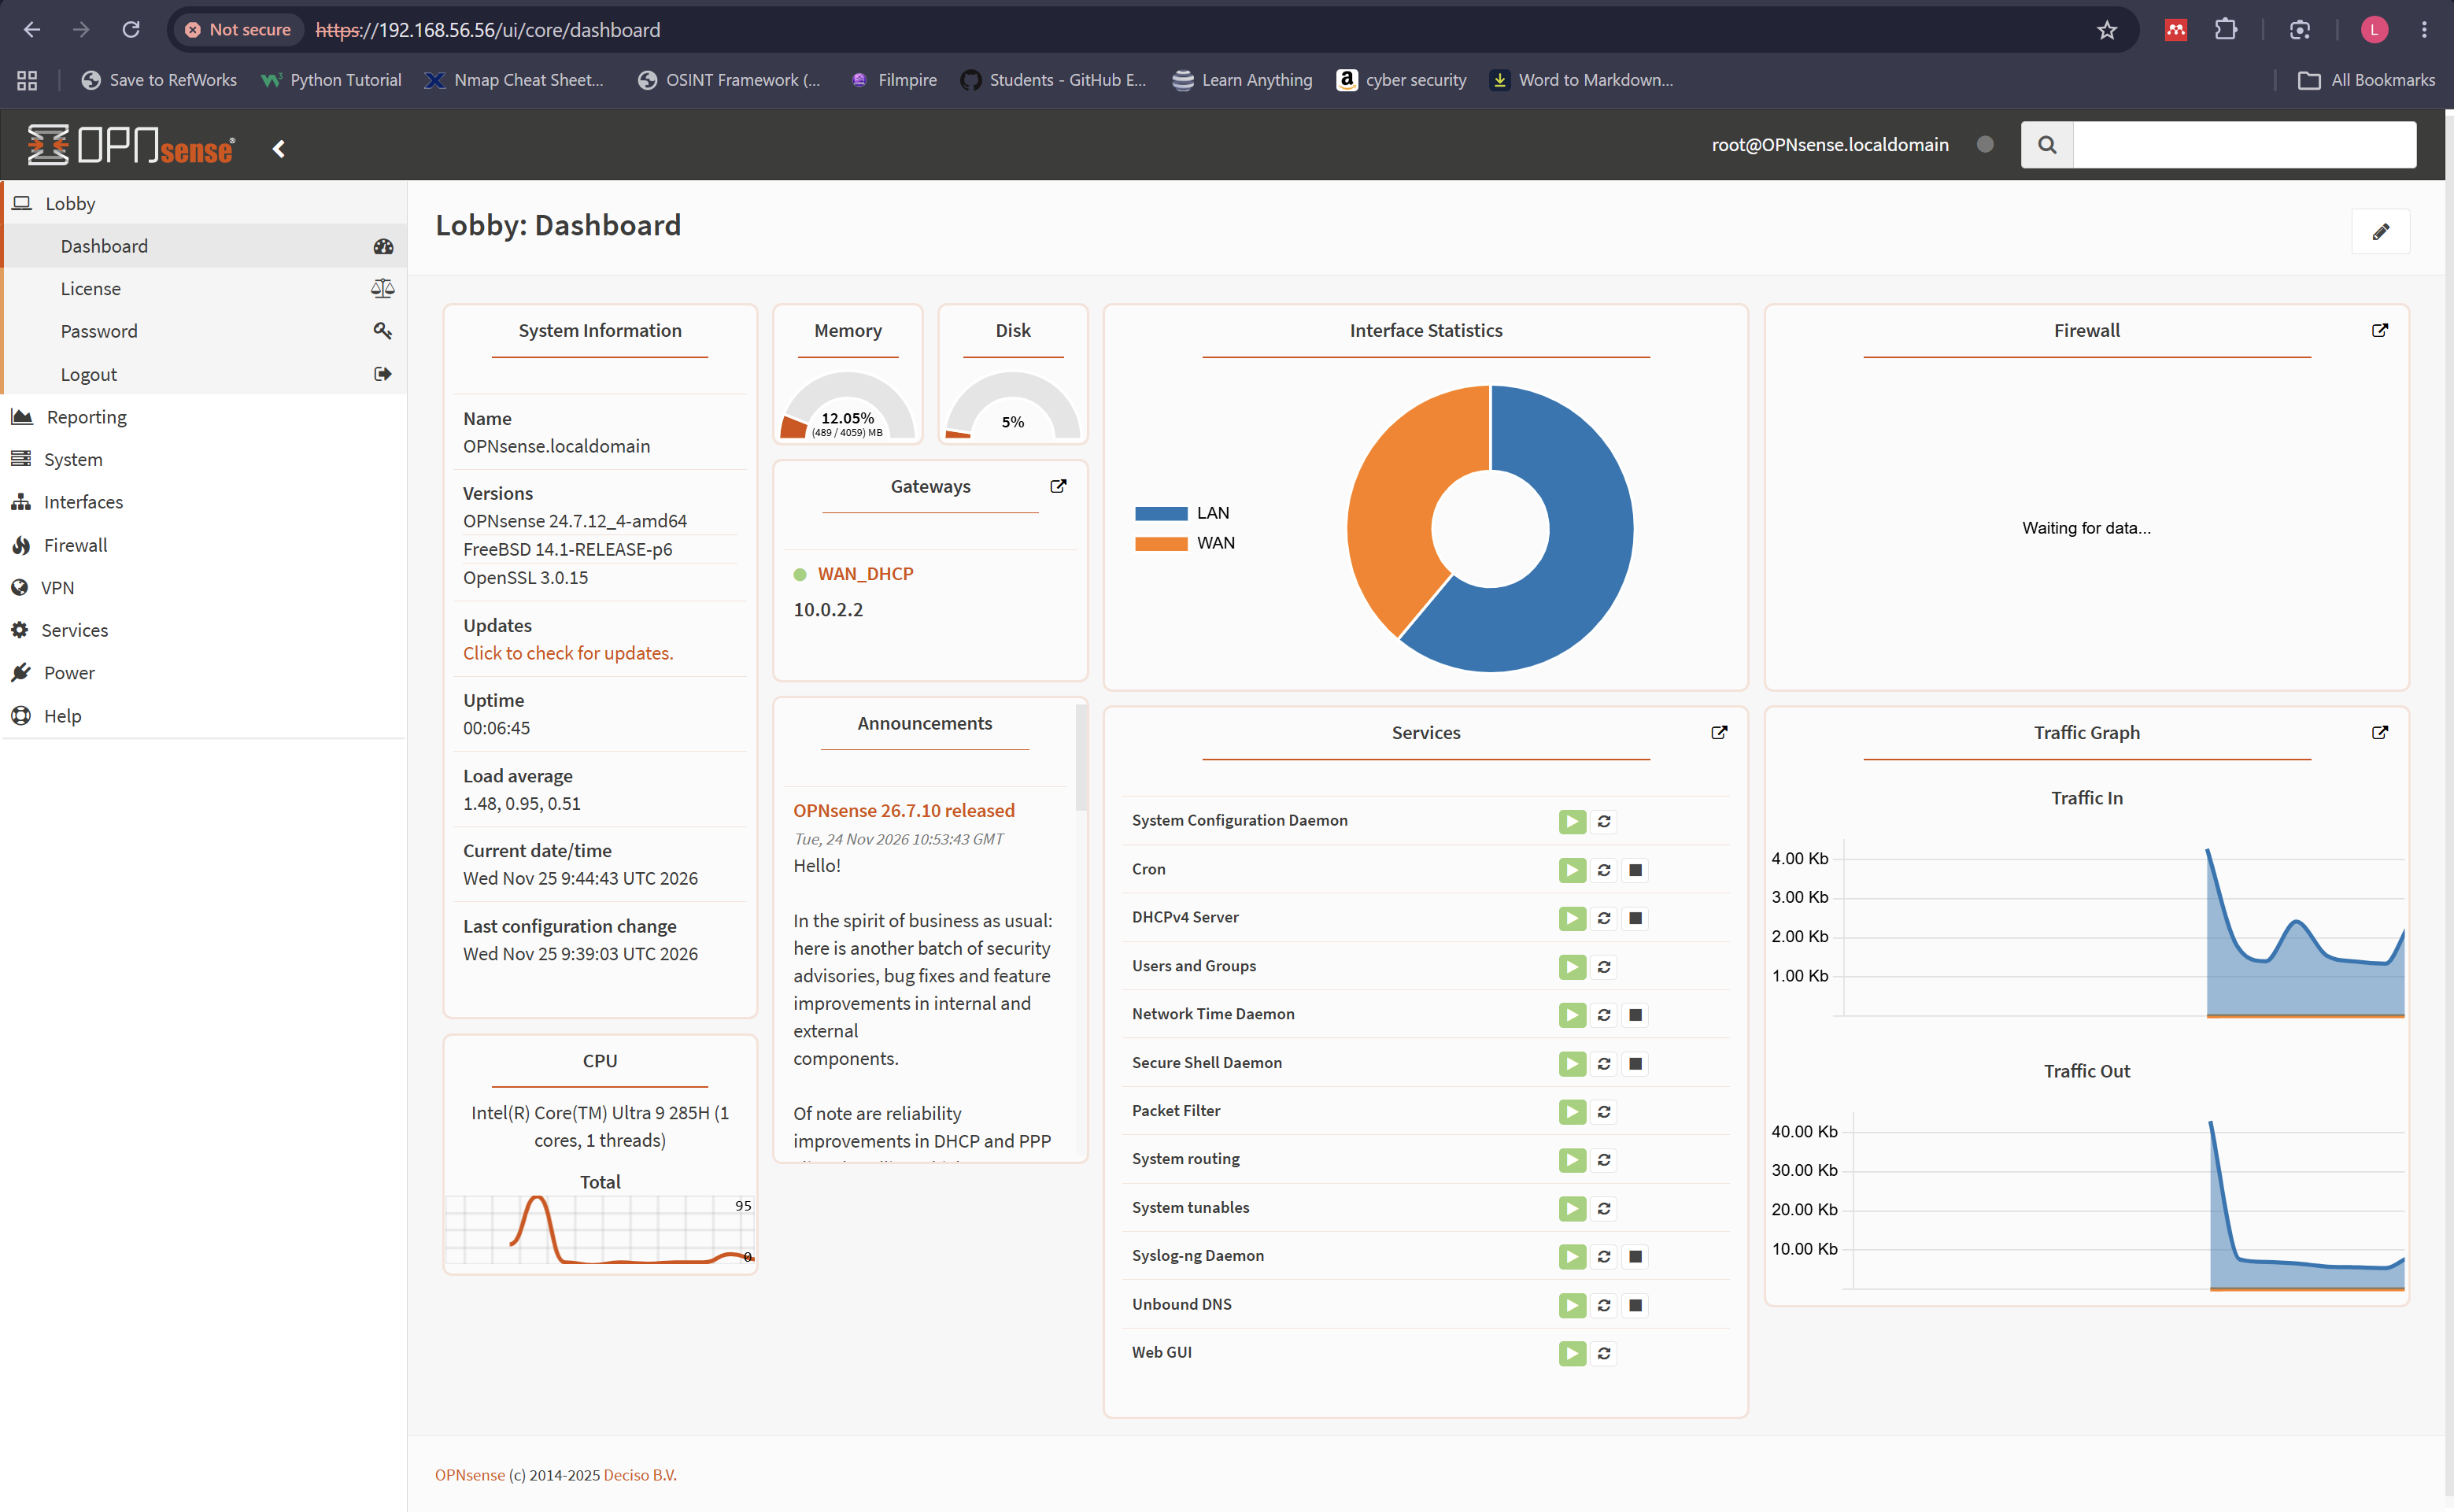 Not secure https://192.168.56.56/ui/core/dashboard L
Save to RefWorks Python Tutorial Nmap Cheat Sheet... OSINT Framework (... Filmpire Students - GitHub E... Learn Anything cyber security Word to Markdown... All Bookmarks
OPNsense root@OPNsense.localdomain
Lobby
Dashboard
License
Password
Logout
Reporting
System
Interfaces
Firewall
VPN
Services
Power
Help
Lobby: Dashboard
System Information
Name
OPNsense.localdomain
Versions
OPNsense 24.7.12_4-amd64
FreeBSD 14.1-RELEASE-p6
OpenSSL 3.0.15
Updates
Click to check for updates.
Uptime
00:06:45
Load average
1.48, 0.95, 0.51
Current date/time
Wed Nov 25 9:44:43 UTC 2026
Last configuration change
Wed Nov 25 9:39:03 UTC 2026
CPU
Intel(R) Core(TM) Ultra 9 285H (1
cores, 1 threads)
Total
95
0
Memory
12.05%
(489 / 4059) MB
Disk
5%
Gateways
WAN_DHCP
10.0.2.2
Announcements
OPNsense 26.7.10 released
Tue, 24 Nov 2026 10:53:43 GMT
Hello!
In the spirit of business as usual:
here is another batch of security
advisories, bug fixes and feature
improvements in internal and
external
components.
Of note are reliability
improvements in DHCP and PPP
Interface Statistics
LAN
WAN
Services
System Configuration Daemon
Cron
DHCPv4 Server
Users and Groups
Network Time Daemon
Secure Shell Daemon
Packet Filter
System routing
System tunables
Syslog-ng Daemon
Unbound DNS
Web GUI
Firewall
Waiting for data...
Traffic Graph
Traffic In
4.00 Kb
3.00 Kb
2.00 Kb
1.00 Kb
Traffic Out
40.00 Kb
30.00 Kb
20.00 Kb
10.00 Kb
OPNsense (c) 2014-2025 Deciso B.V.